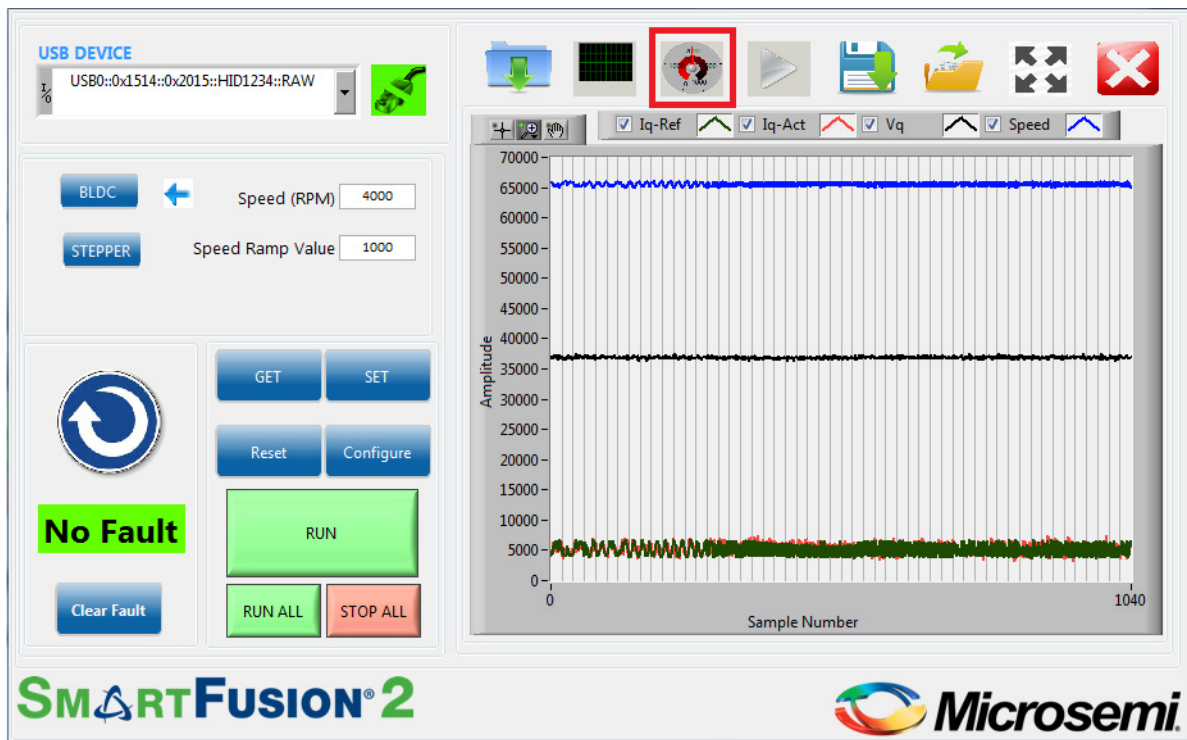 USB DEVICE
I/O
USB0::0x1514::0x2015::HID1234::RAW
BLDC
Speed (RPM) 4000
STEPPER
Speed Ramp Value 1000
GET
SET
Reset
Configure
No Fault
RUN
Clear Fault
RUN ALL
STOP ALL
Iq-Ref
Iq-Act
Vq
Speed
70000
65000
60000
55000
50000
45000
40000
35000
30000
25000
20000
15000
10000
5000
0
Amplitude
0
1040
Sample Number
SMARTFUSION® 2
Microsemi.